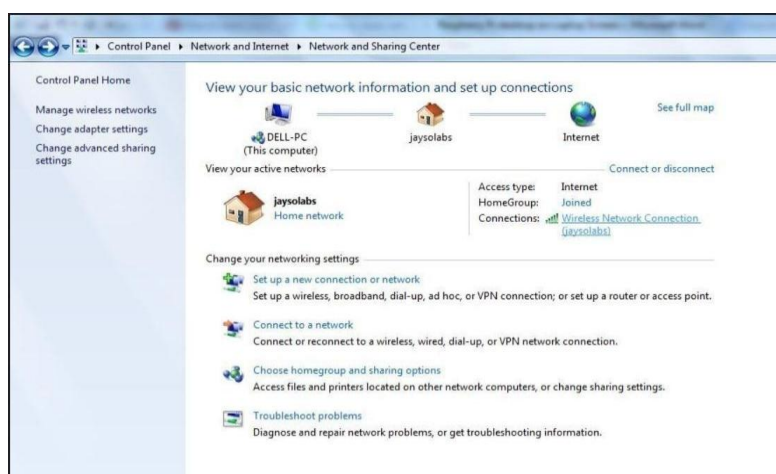 Control Panel ▸ Network and Internet ▸ Network and Sharing Center
Control Panel Home
Manage wireless networks
Change adapter settings
Change advanced sharing
settings
View your basic network information and set up connections
See full map
DELL-PC
(This computer)
jaysolabs
Internet
View your active networks
Connect or disconnect
jaysolabs
Home network
Access type: Internet
HomeGroup: Joined
Connections: Wireless Network Connection
(jaysolabs)
Change your networking settings
Set up a new connection or network
Set up a wireless, broadband, dial-up, ad hoc, or VPN connection; or set up a router or access point.
Connect to a network
Connect or reconnect to a wireless, wired, dial-up, or VPN network connection.
Choose homegroup and sharing options
Access files and printers located on other network computers, or change sharing settings.
Troubleshoot problems
Diagnose and repair network problems, or get troubleshooting information.